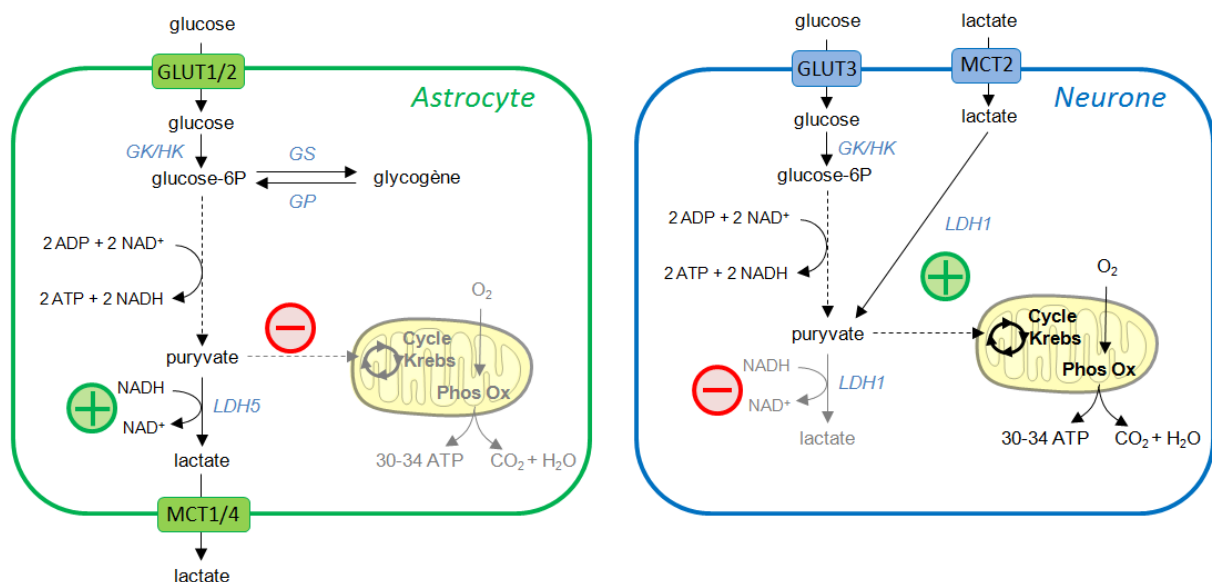 glucose
GLUT1/2
Astrocyte
glucose
GK/HK
glucose-6P
GS
GP
glycogène
2 ADP + 2 NAD⁺
2 ATP + 2 NADH
puryvate
NADH
NAD⁺
LDH5
lactate
MCT1/4
lactate
O₂
Cycle
Krebs
Phos Ox
30-34 ATP
CO₂ + H₂O
glucose
lactate
GLUT3
MCT2
Neurone
glucose
lactate
GK/HK
glucose-6P
2 ADP + 2 NAD⁺
2 ATP + 2 NADH
LDH1
puryvate
NADH
NAD⁺
LDH1
lactate
O₂
Cycle
Krebs
Phos Ox
30-34 ATP
CO₂ + H₂O